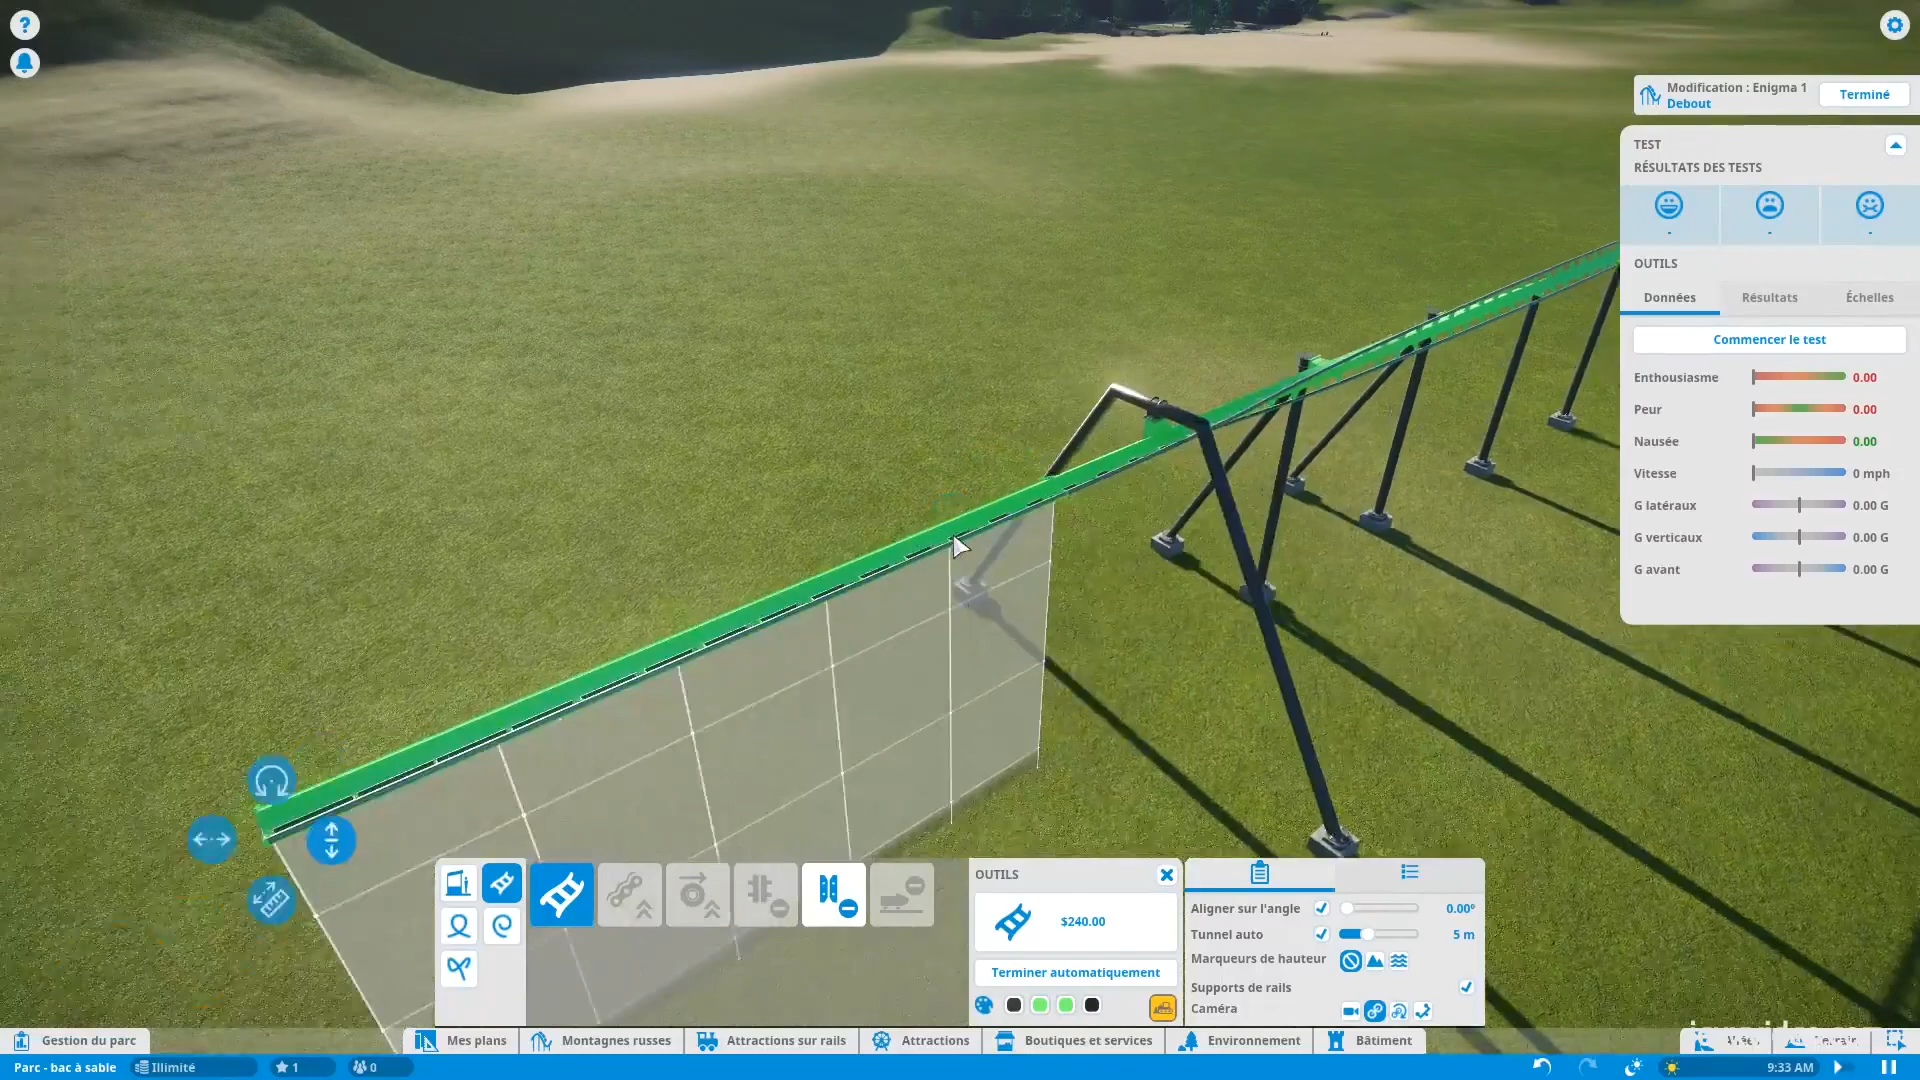 Modification : Enigma 1
Debout
Terminé
TEST
RÉSULTATS DES TESTS
- - -
OUTILS
Données Résultats Échelles
Commencer le test
Enthousiasme 0.00
Peur 0.00
Nausée 0.00
Vitesse 0 mph
G latéraux 0.00 G
G verticaux 0.00 G
G avant 0.00 G
OUTILS
$240.00
Terminer automatiquement
Aligner sur l'angle 0.00°
Tunnel auto 5 m
Marqueurs de hauteur
Supports de rails
Caméra
Gestion du parc
Mes plans
Montagnes russes
Attractions sur rails
Attractions
Boutiques et services
Environnement
Bâtiment
Parc - bac à sable
Illimité
1
0
9:33 AM